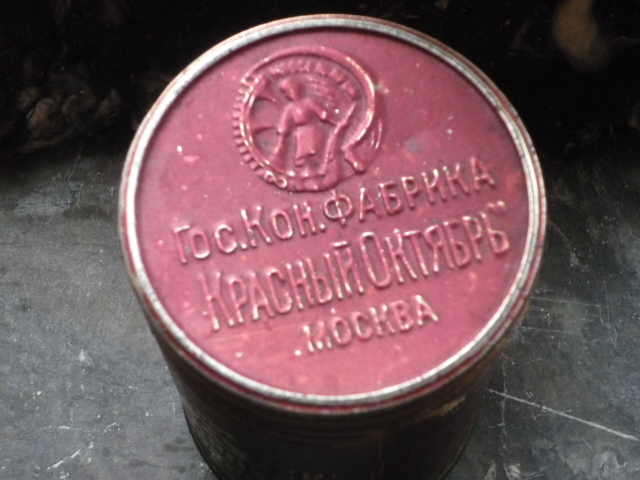 Гос.Кон.ФАБРИКА
КРАСНЫЙ ОКТЯБРЬ"
МОСКВА